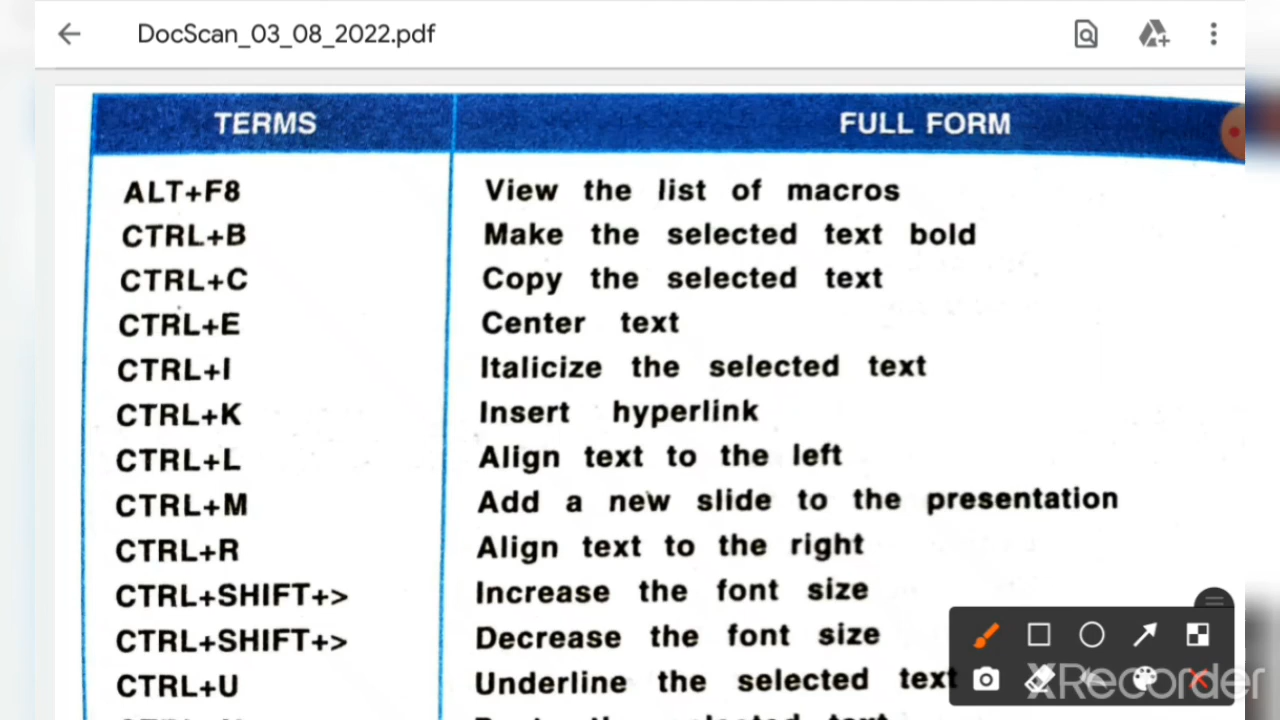 DocScan_03_08_2022.pdf
TERMS FULL FORM
ALT+F8 View the list of macros
CTRL+B Make the selected text bold
CTRL+C Copy the selected text
CTRL+E Center text
CTRL+I Italicize the selected text
CTRL+K Insert hyperlink
CTRL+L Align text to the left
CTRL+M Add a new slide to the presentation
CTRL+R Align text to the right
CTRL+SHIFT+> Increase the font size
CTRL+SHIFT+> Decrease the font size
CTRL+U Underline the selected text
XRecorder